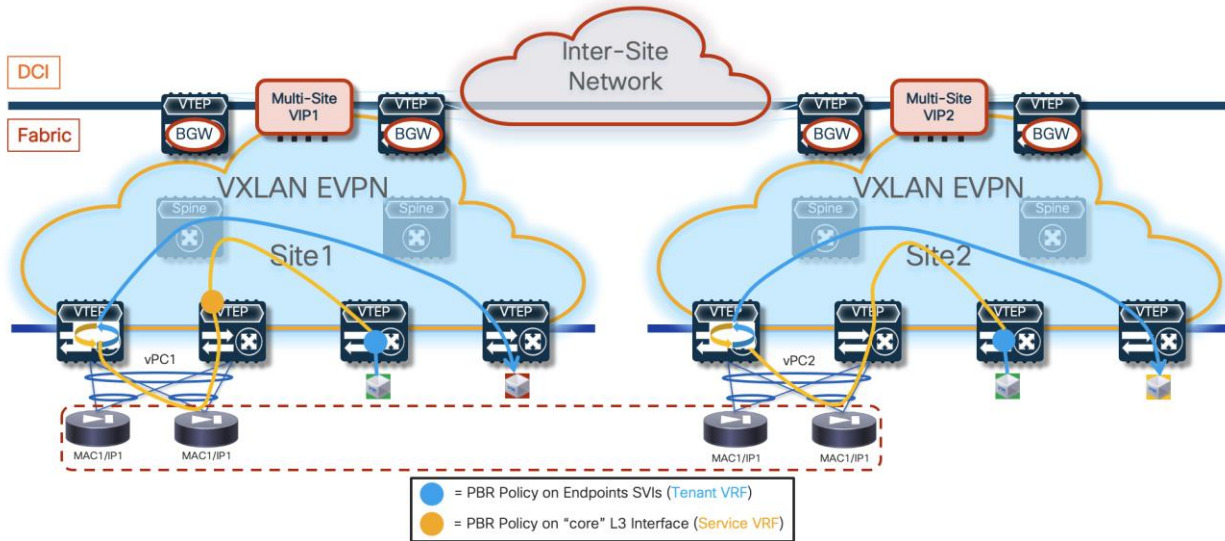 Inter-Site
Network
DCI
Fabric
VTEP
BGW
Multi-Site
VIP1
VTEP
BGW
VTEP
BGW
Multi-Site
VIP2
VTEP
BGW
VXLAN EVPN
VXLAN EVPN
Spine
Spine
Spine
Spine
Site1
Site2
VTEP
VTEP
VTEP
VTEP
VTEP
VTEP
VTEP
VTEP
vPC1
vPC2
MAC1/IP1
MAC1/IP1
MAC1/IP1
MAC1/IP1
= PBR Policy on Endpoints SVIs (Tenant VRF)
= PBR Policy on “core” L3 Interface (Service VRF)